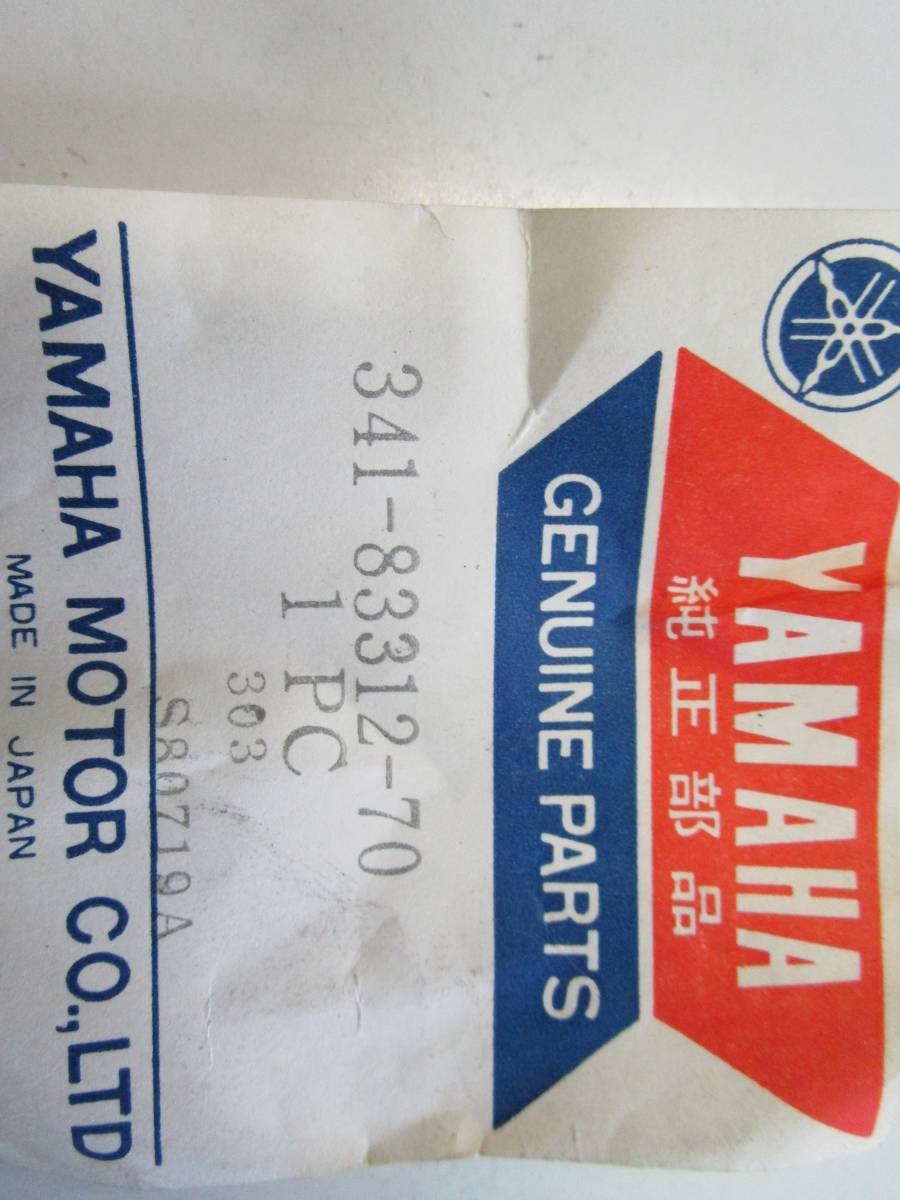 YAMAHA
純正部品
GENUINE PARTS
341-83312-70
1 PC
303
S80719A
YAMAHA MOTOR CO.,LTD
MADE IN JAPAN